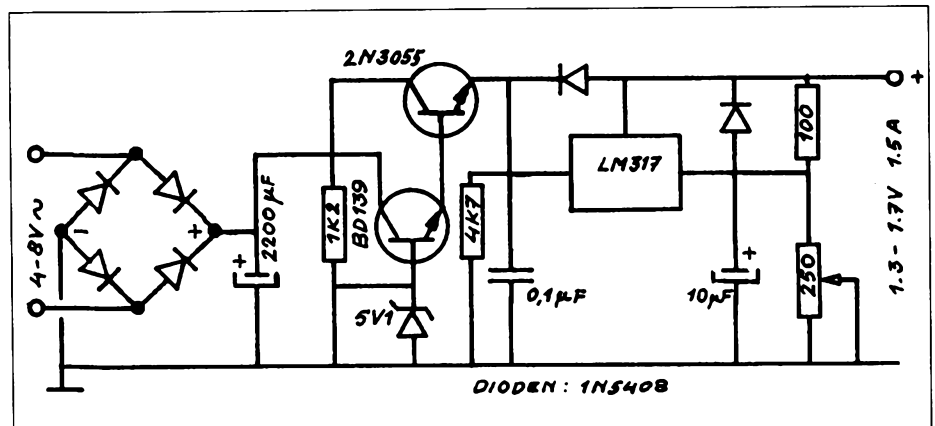 2N3055
+
100
LM317
1.3 - 1.7V 1.5A
4-8V~
-
+
2200µF
+
1K2
BD139
4K7
0,1µF
+
10µF
250
5V1
DIODEN: 1N5408